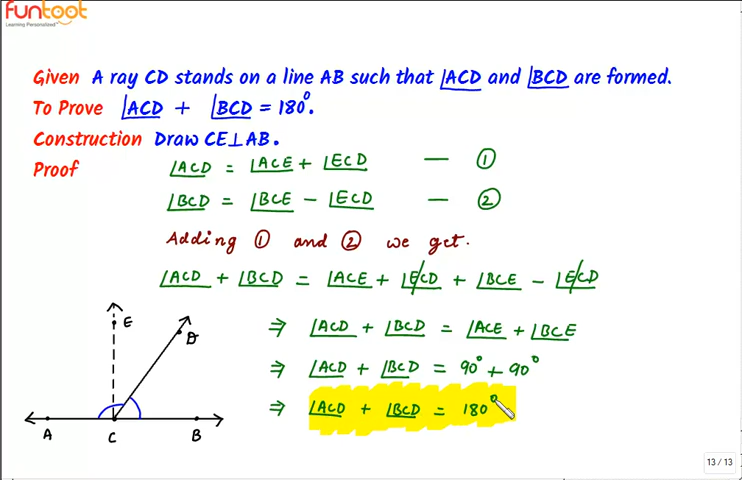 funtoot
Learning Personalized
Given A ray CD stands on a line AB such that ∠ACD and ∠BCD are formed.
To Prove ∠ACD + ∠BCD = 180°.
Construction Draw CE⊥AB.
Proof ∠ACD = ∠ACE + ∠ECD — ①
∠BCD = ∠BCE − ∠ECD — ②
Adding ① and ② we get.
∠ACD + ∠BCD = ∠ACE + ∠ECD + ∠BCE − ∠ECD
⇒ ∠ACD + ∠BCD = ∠ACE + ∠BCE
⇒ ∠ACD + ∠BCD = 90° + 90°
⇒ ∠ACD + ∠BCD = 180°
E
D
A C B
13 / 13